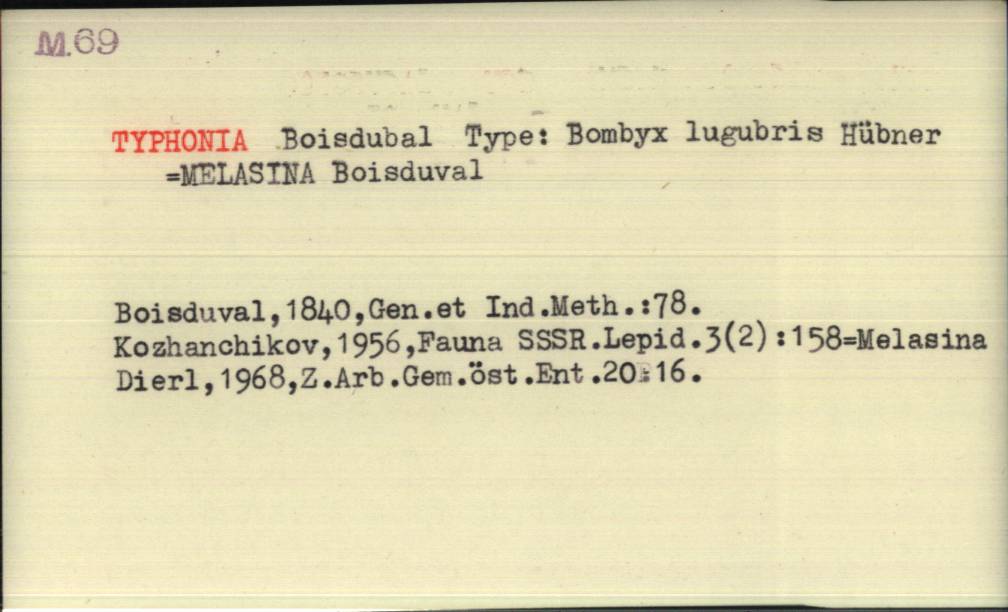 M.69
TYPHONIA Boisdubal Type: Bombyx lugubris Hübner
=MELASINA Boisduval
Boisduval,1840,Gen.et Ind.Meth.:78.
Kozhanchikov,1956,Fauna SSSR.Lepid.3(2):158=Melasina
Dierl,1968,Z.Arb.Gem.öst.Ent.20:16.